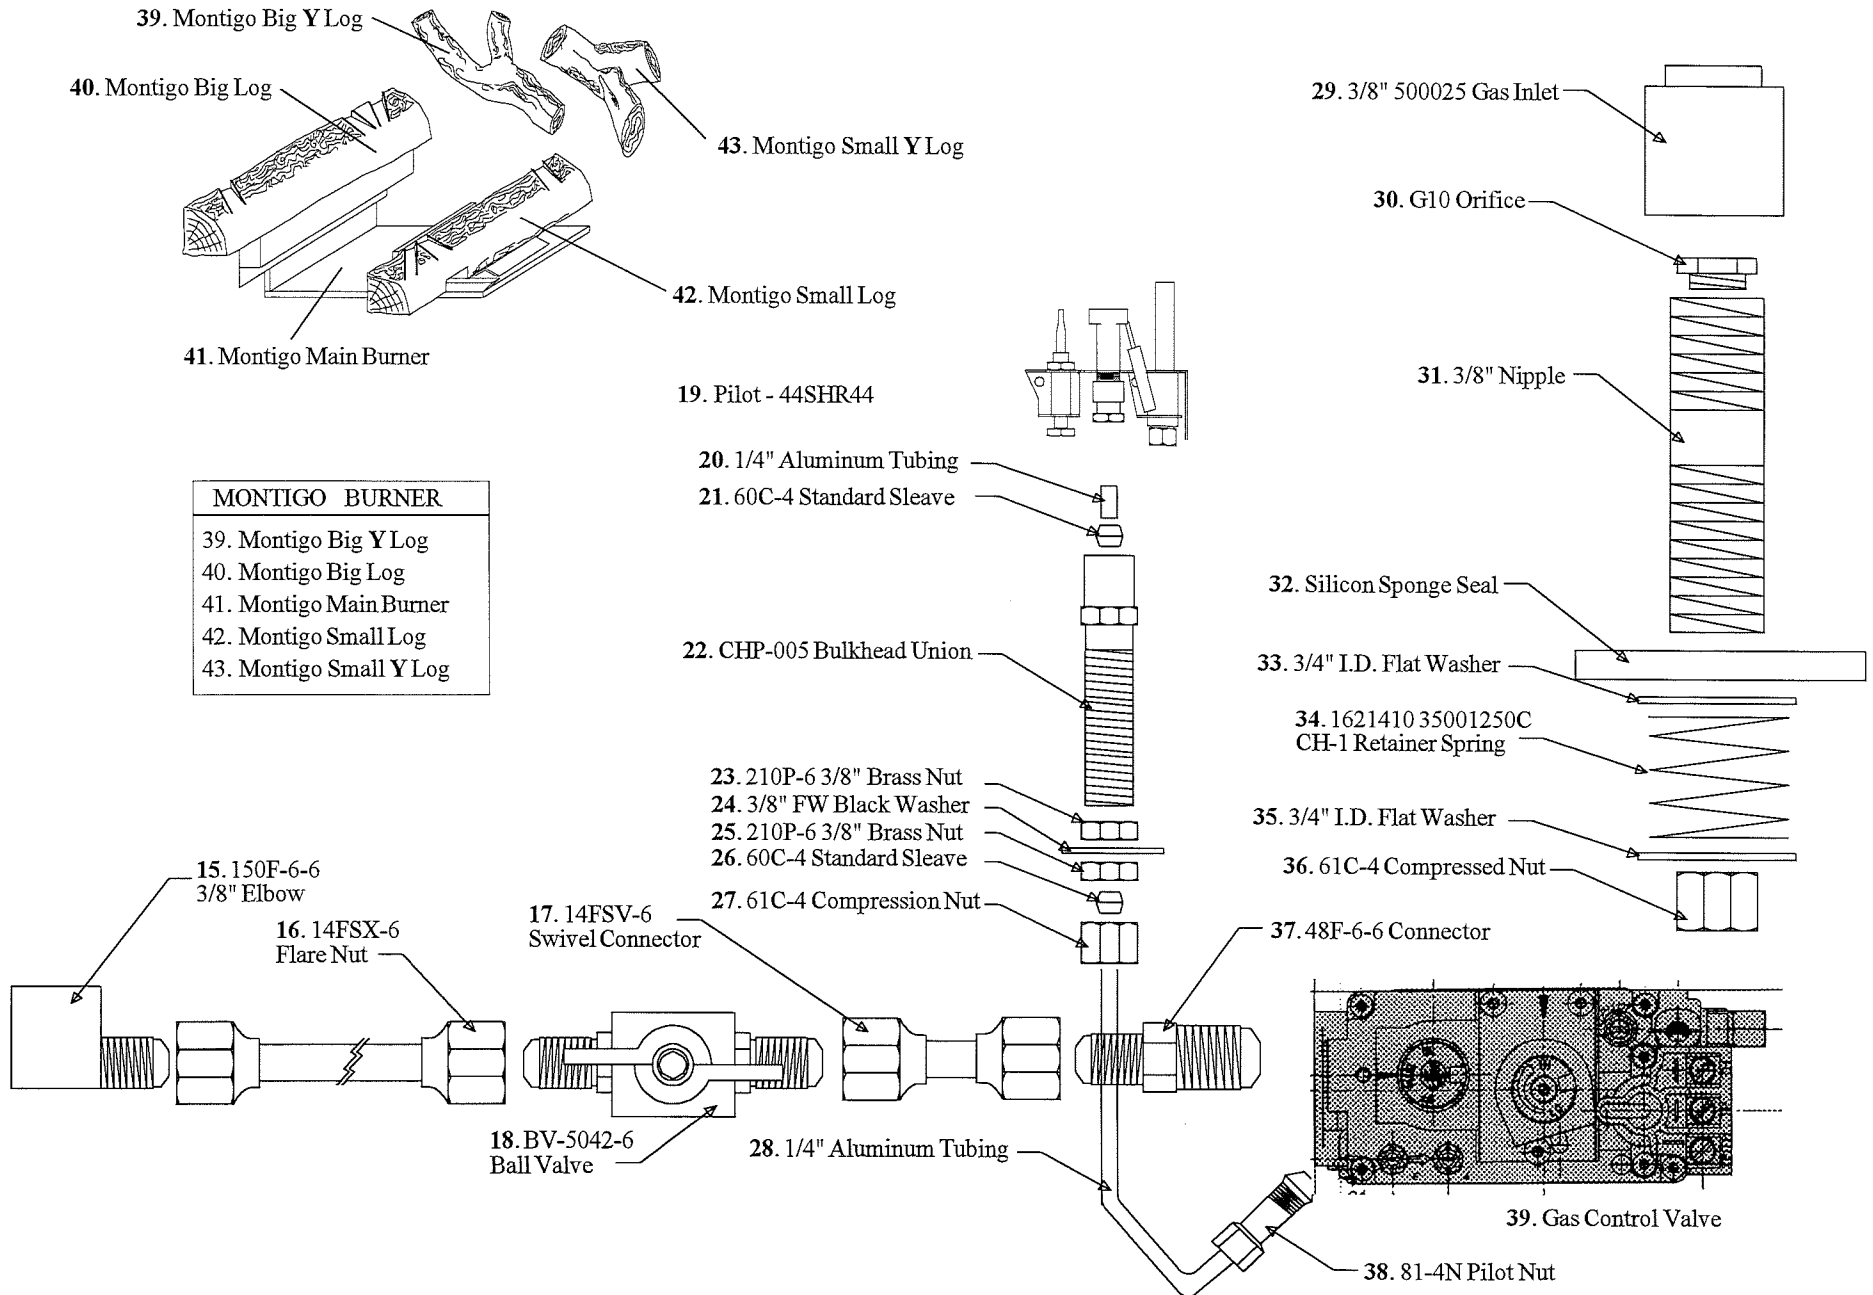 39. Montigo Big Y Log
40. Montigo Big Log
43. Montigo Small Y Log
42. Montigo Small Log
41. Montigo Main Burner
29. 3/8" 500025 Gas Inlet
30. G10 Orifice
31. 3/8" Nipple
19. Pilot - 44SHR44
20. 1/4" Aluminum Tubing
21. 60C-4 Standard Sleave
MONTIGO BURNER
39. Montigo Big Y Log
40. Montigo Big Log
41. Montigo Main Burner
42. Montigo Small Log
43. Montigo Small Y Log
22. CHP-005 Bulkhead Union
32. Silicon Sponge Seal
33. 3/4" I.D. Flat Washer
34. 1621410 35001250C
CH-1 Retainer Spring
35. 3/4" I.D. Flat Washer
36. 61C-4 Compressed Nut
23. 210P-6 3/8" Brass Nut
24. 3/8" FW Black Washer
25. 210P-6 3/8" Brass Nut
26. 60C-4 Standard Sleave
27. 61C-4 Compression Nut
15. 150F-6-6
3/8" Elbow
16. 14FSX-6
Flare Nut
17. 14FSV-6
Swivel Connector
37. 48F-6-6 Connector
18. BV-5042-6
Ball Valve
28. 1/4" Aluminum Tubing
39. Gas Control Valve
38. 81-4N Pilot Nut